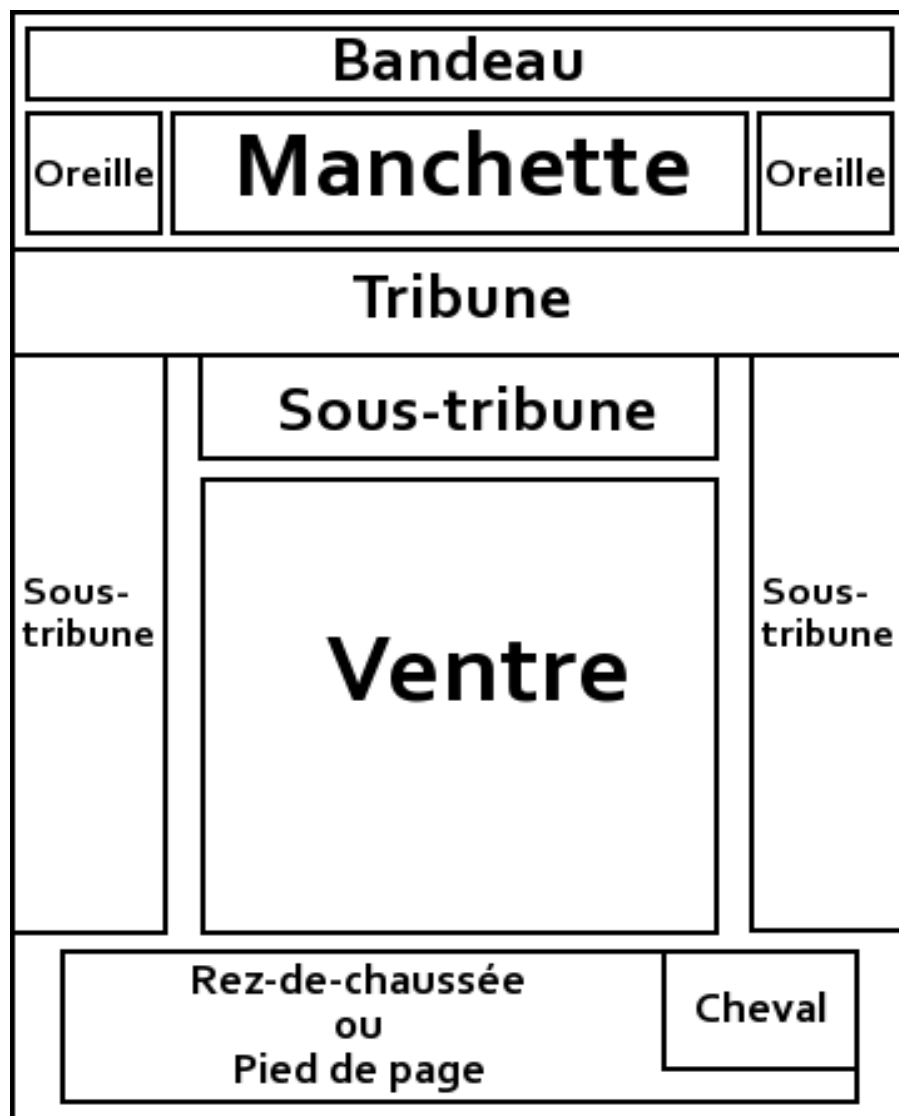 Bandeau
Oreille
Manchette
Oreille
Tribune
Sous-tribune
Sous-
tribune
Ventre
Sous-
tribune
Rez-de-chaussée
ou
Pied de page
Cheval